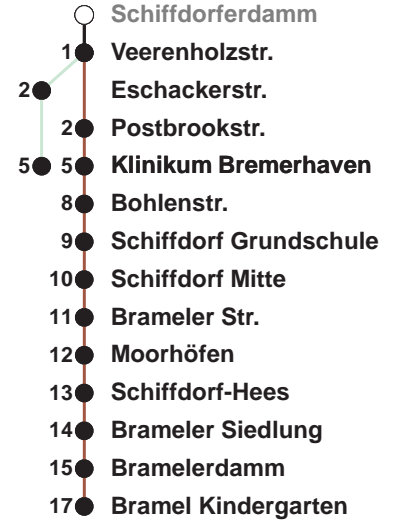 Schiffdorferdamm
1 Veerenholzstr.
2 Eschackerstr.
2 Postbrookstr.
5 5 Klinikum Bremerhaven
8 Bohlenstr.
9 Schiffdorf Grundschule
10 Schiffdorf Mitte
11 Brameler Str.
12 Moorhöfen
13 Schiffdorf-Hees
14 Brameler Siedlung
15 Bramelerdamm
17 Bramel Kindergarten